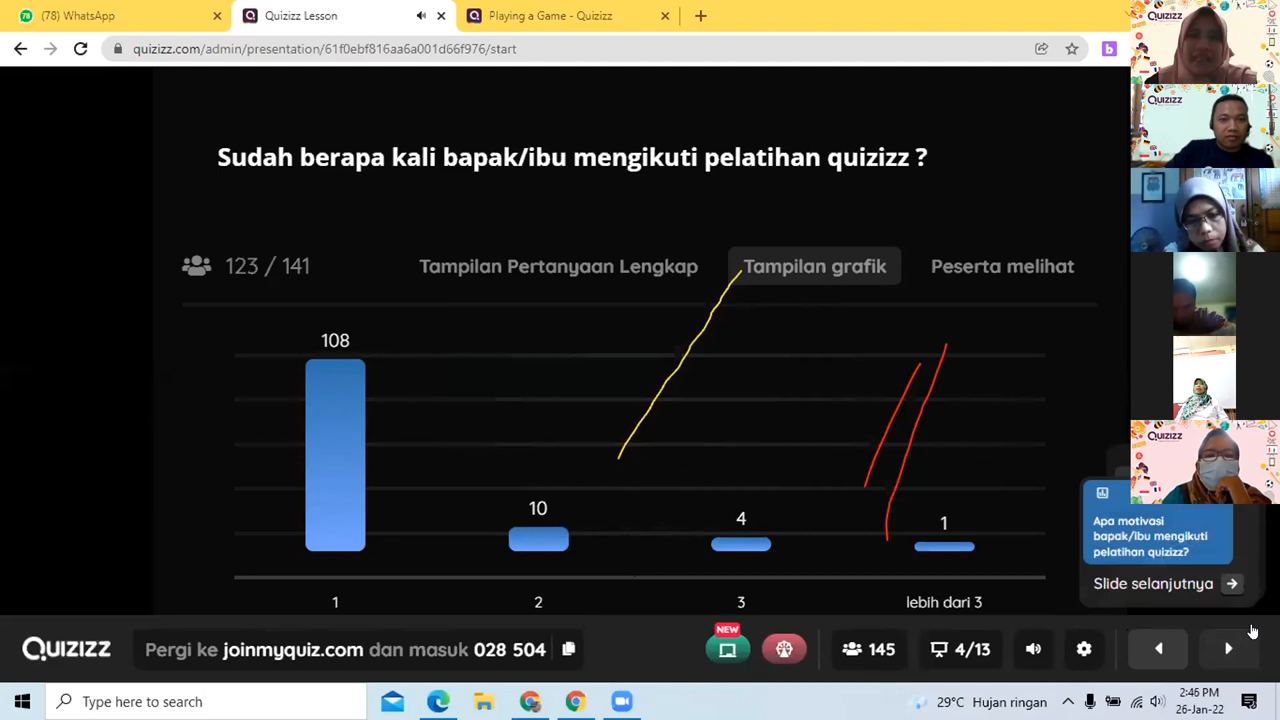 (78) WhatsApp
Quizizz Lesson
Playing a Game - Quizizz
quizizz.com/admin/presentation/61f0ebf816aa6a001d66f976/start
Sudah berapa kali bapak/ibu mengikuti pelatihan quizizz ?
123 / 141
Tampilan Pertanyaan Lengkap
Tampilan grafik
Peserta melihat
108
10
4
1
1
2
3
lebih dari 3
Apa motivasi
bapak/ibu mengikuti
pelatihan quizizz?
Slide selanjutnya
QUIZIZZ
Pergi ke joinmyquiz.com dan masuk 028 504
NEW
145
4/13
Type here to search
29°C Hujan ringan
2:46 PM
26-Jan-22
QUIZIZZ
QUIZIZZ
QUIZIZZ